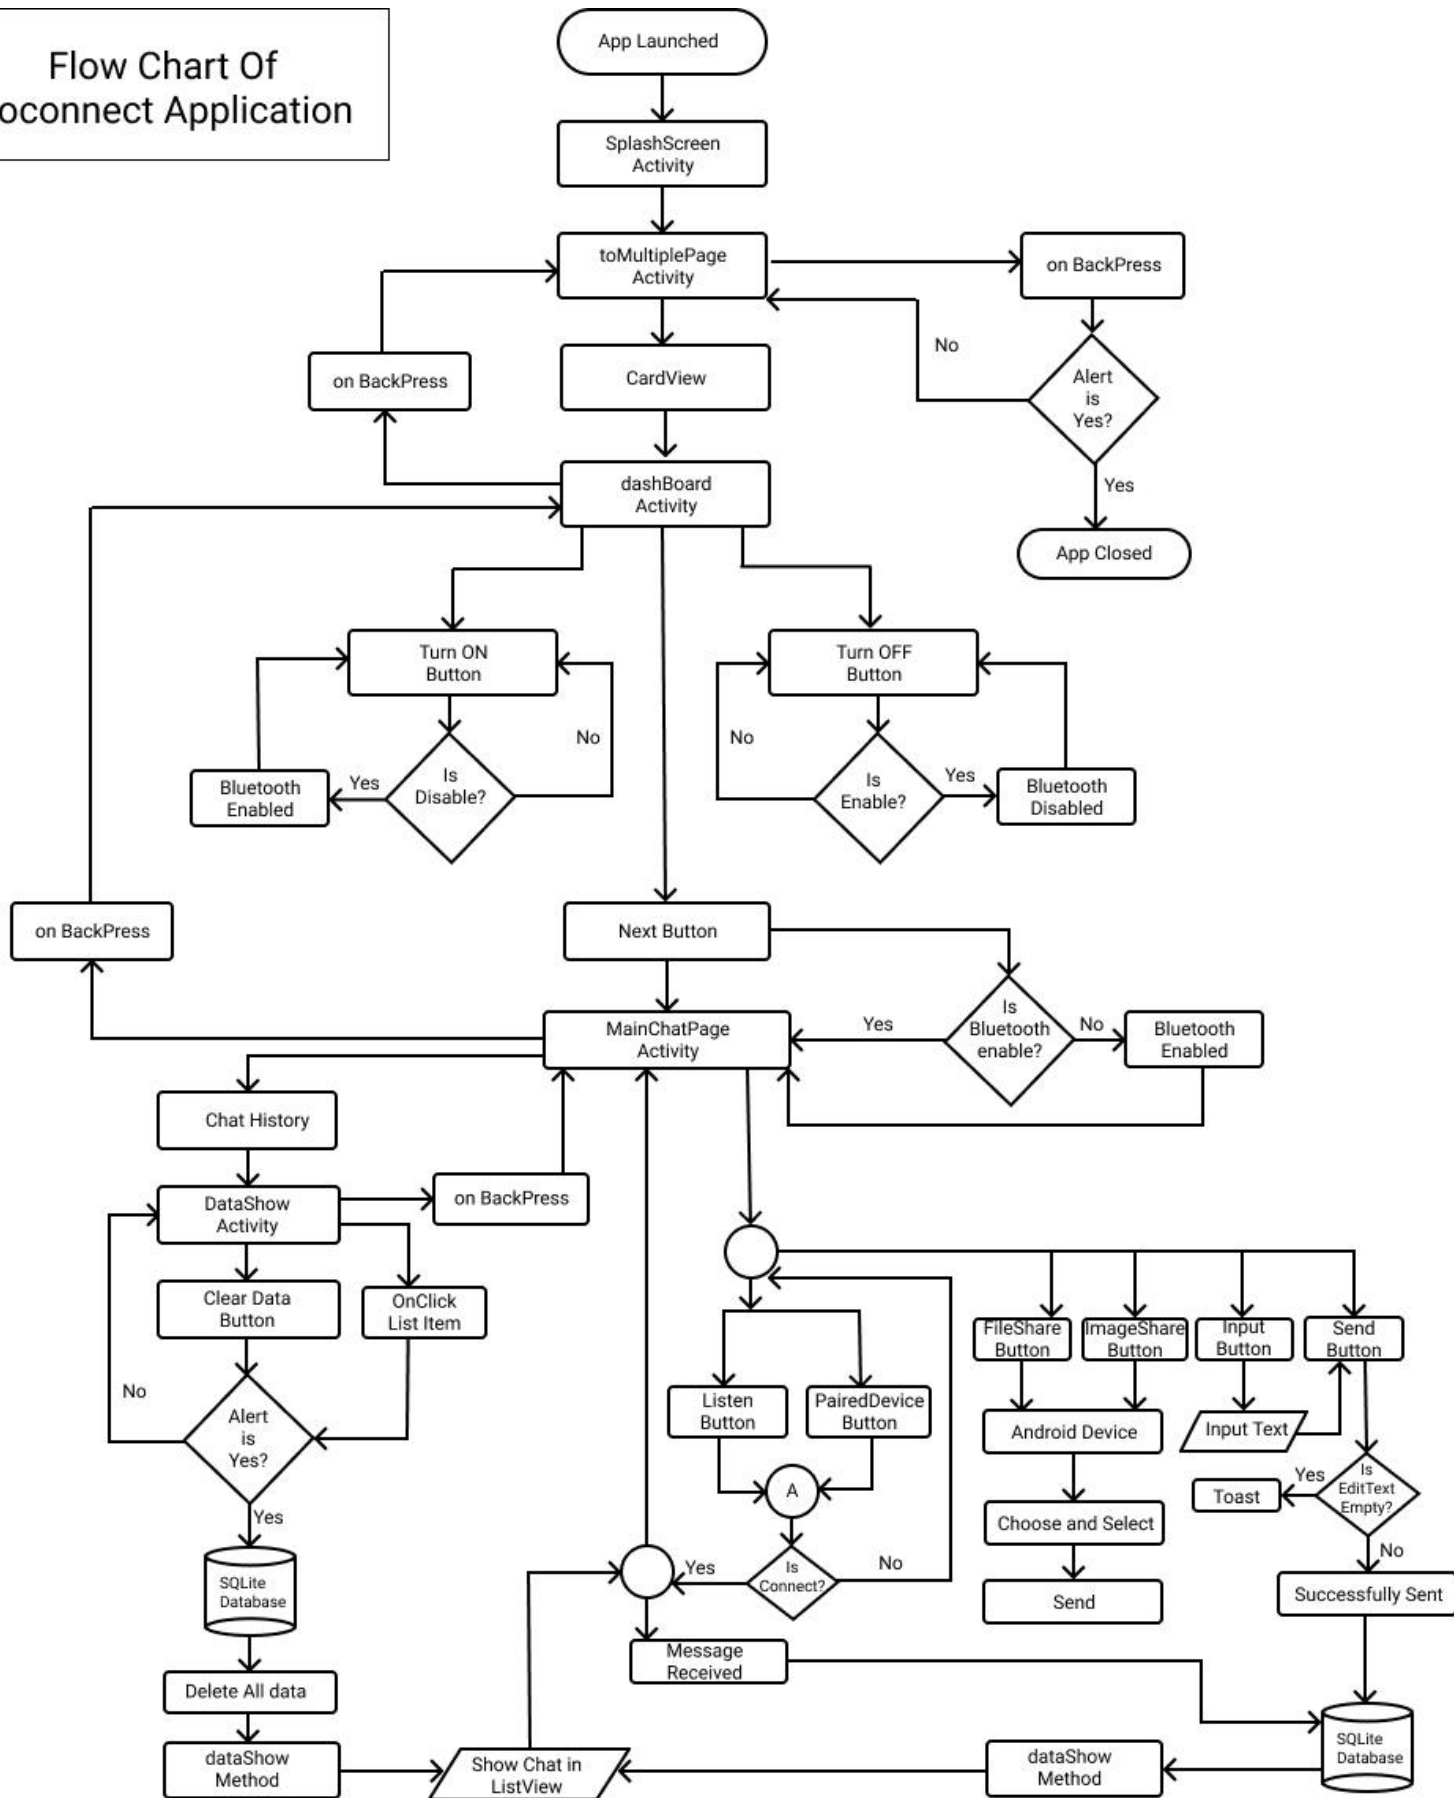 App Launched
Flow Chart Of
oconnect Application
SplashScreen
Activity
toMultiplePage
Activity
on BackPress
No
on BackPress
CardView
Alert
is
Yes?
dashBoard
Activity
Yes
App Closed
Turn ON
Button
Turn OFF
Button
No
No
Bluetooth
Enabled
Yes
Is
Disable?
Is
Enable?
Yes
Bluetooth
Disabled
on BackPress
Next Button
MainChatPage
Activity
Yes
Is
Bluetooth
enable?
No
Bluetooth
Enabled
Chat History
DataShow
Activity
on BackPress
Clear Data
Button
OnClick
List Item
FileShare
Button
ImageShare
Button
Input
Button
Send
Button
No
Alert
is
Yes?
Listen
Button
PairedDevice
Button
Android Device
Input Text
A
Toast
Yes
Is
EditText
Empty?
Yes
Choose and Select
No
SQLite
Database
Yes
Is
Connect?
No
Send
Successfully Sent
Message
Received
Delete All data
dataShow
Method
Show Chat in
ListView
dataShow
Method
SQLite
Database